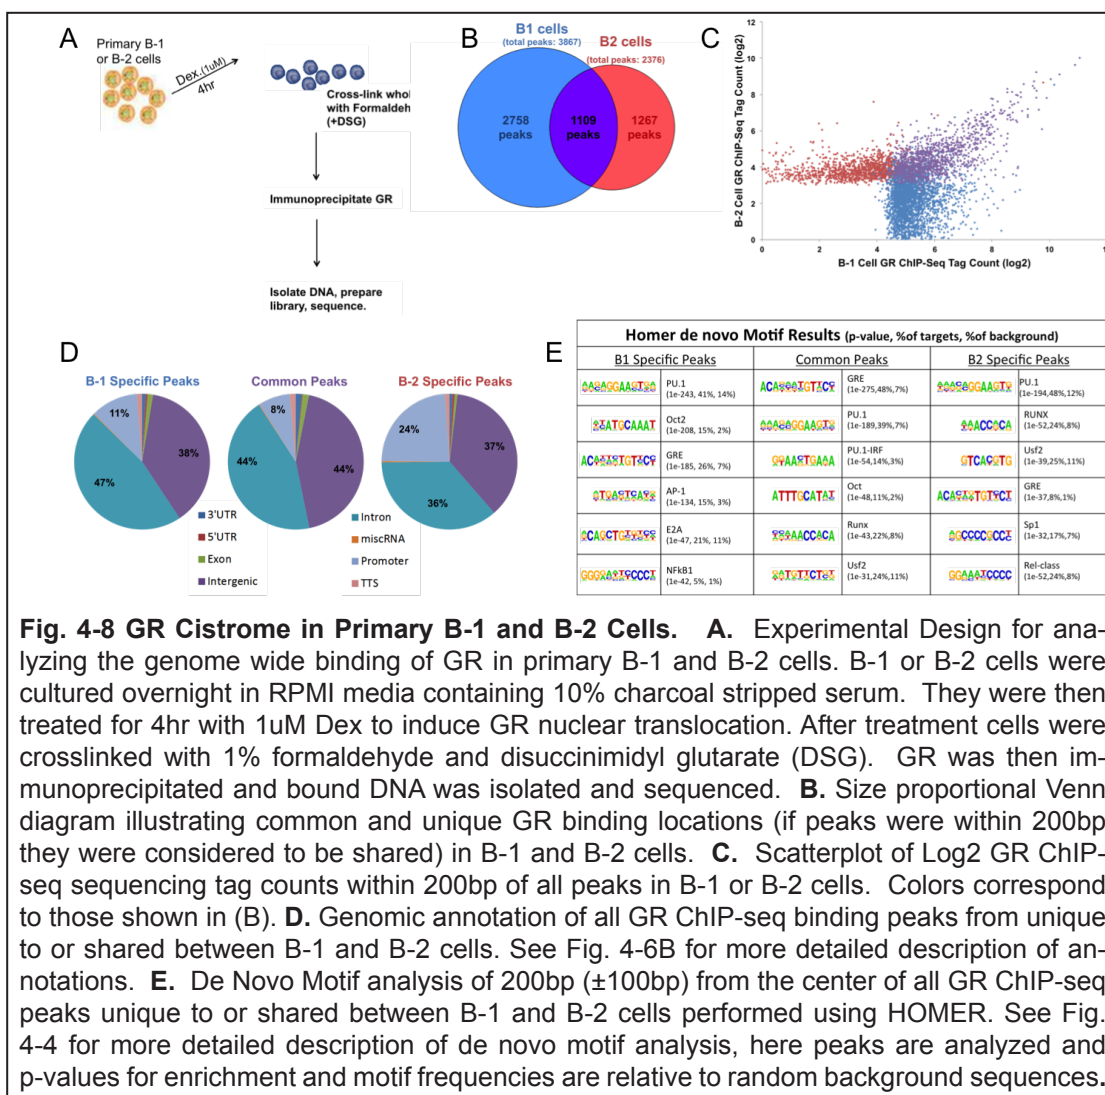 A
Primary B-1
or B-2 cells
Dex.(1uM)
4hr
Cross-link whol
with Formaldeh
(+DSG)
Immunoprecipitate GR
Isolate DNA, prepare
library, sequence.
B
B1 cells
(total peaks: 3867)
B2 cells
(total peaks: 2376)
2758
peaks
1109
peaks
1267
peaks
C
B-2 Cell GR ChIP-Seq Tag Count (log2)
12
10
8
6
4
2
0
0 2 4 6 8 10 12
B-1 Cell GR ChIP-Seq Tag Count (log2)
D
B-1 Specific Peaks
11%
38%
47%
Common Peaks
8%
44%
44%
B-2 Specific Peaks
24%
37%
36%
3'UTR
5'UTR
Exon
Intergenic
Intron
miscRNA
Promoter
TTS
E
Homer de novo Motif Results (p-value, %of targets, %of background)
B1 Specific Peaks
Common Peaks
B2 Specific Peaks
PU.1
(1e-243, 41%, 14%)
GRE
(1e-275,48%,7%)
PU.1
(1e-194,48%,12%)
Oct2
(1e-208, 15%, 2%)
PU.1
(1e-189,39%,7%)
RUNX
(1e-52,24%,8%)
GRE
(1e-185, 26%, 7%)
PU.1-IRF
(1e-54,14%,3%)
Usf2
(1e-39,25%,11%)
AP-1
(1e-134, 15%, 3%)
Oct
(1e-48,11%,2%)
GRE
(1e-37,8%,1%)
E2A
(1e-47, 21%, 11%)
Runx
(1e-43,22%,8%)
Sp1
(1e-32,17%,7%)
NFkB1
(1e-42, 5%, 1%)
Usf2
(1e-31,24%,11%)
Rel-class
(1e-52,24%,8%)
Fig. 4-8 GR Cistrome in Primary B-1 and B-2 Cells. A. Experimental Design for ana-
lyzing the genome wide binding of GR in primary B-1 and B-2 cells. B-1 or B-2 cells were
cultured overnight in RPMI media containing 10% charcoal stripped serum. They were then
treated for 4hr with 1uM Dex to induce GR nuclear translocation. After treatment cells were
crosslinked with 1% formaldehyde and disuccinimidyl glutarate (DSG). GR was then im-
munoprecipitated and bound DNA was isolated and sequenced. B. Size proportional Venn
diagram illustrating common and unique GR binding locations (if peaks were within 200bp
they were considered to be shared) in B-1 and B-2 cells. C. Scatterplot of Log2 GR ChIP-
seq sequencing tag counts within 200bp of all peaks in B-1 or B-2 cells. Colors correspond
to those shown in (B). D. Genomic annotation of all GR ChIP-seq binding peaks from unique
to or shared between B-1 and B-2 cells. See Fig. 4-6B for more detailed description of an-
notations. E. De Novo Motif analysis of 200bp (±100bp) from the center of all GR ChIP-seq
peaks unique to or shared between B-1 and B-2 cells performed using HOMER. See Fig.
4-4 for more detailed description of de novo motif analysis, here peaks are analyzed and
p-values for enrichment and motif frequencies are relative to random background sequences.